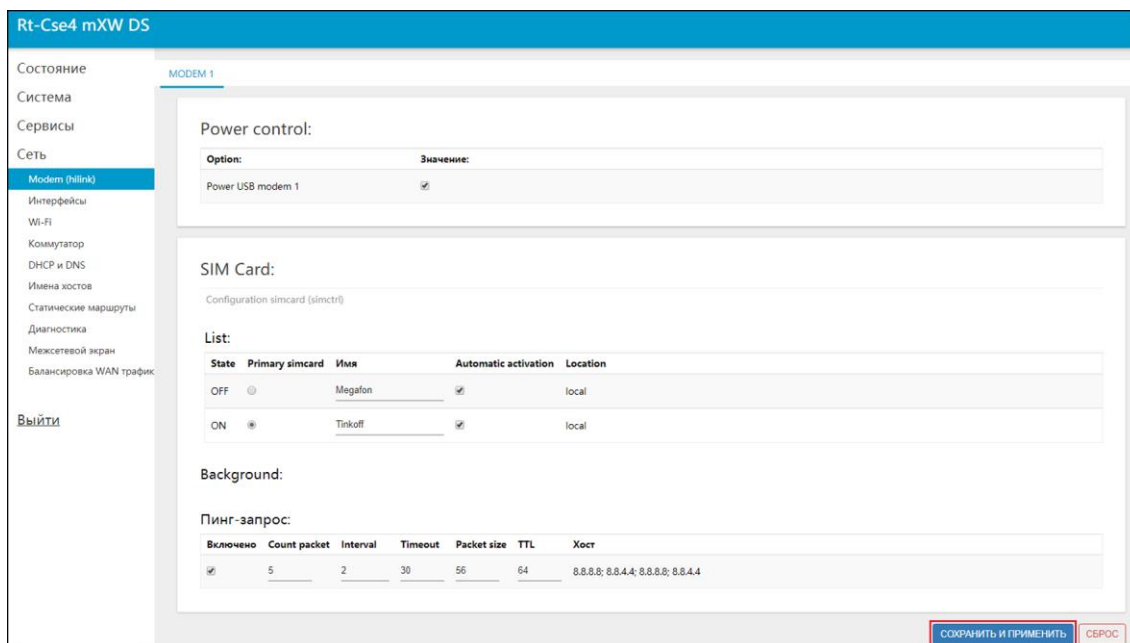 Rt-Cse4 mXW DS
Состояние
Система
Сервисы
Сеть
Modem (hilink)
Интерфейсы
Wi-Fi
Коммутатор
DHCP и DNS
Имена хостов
Статические маршруты
Диагностика
Межсетевой экран
Балансировка WAN трафик
Выйти
MODEM 1
Power control:
Option: Значение:
Power USB modem 1
SIM Card:
Configuration simcard (simctrl)
List:
State Primary simcard Имя Automatic activation Location
OFF Megafon local
ON Tinkoff local
Background:
Пинг-запрос:
Включено Count packet Interval Timeout Packet size TTL Хост
5 2 30 56 64 8.8.8.8; 8.8.4.4; 8.8.8.8; 8.8.4.4
СОХРАНИТЬ И ПРИМЕНИТЬ СБРОС